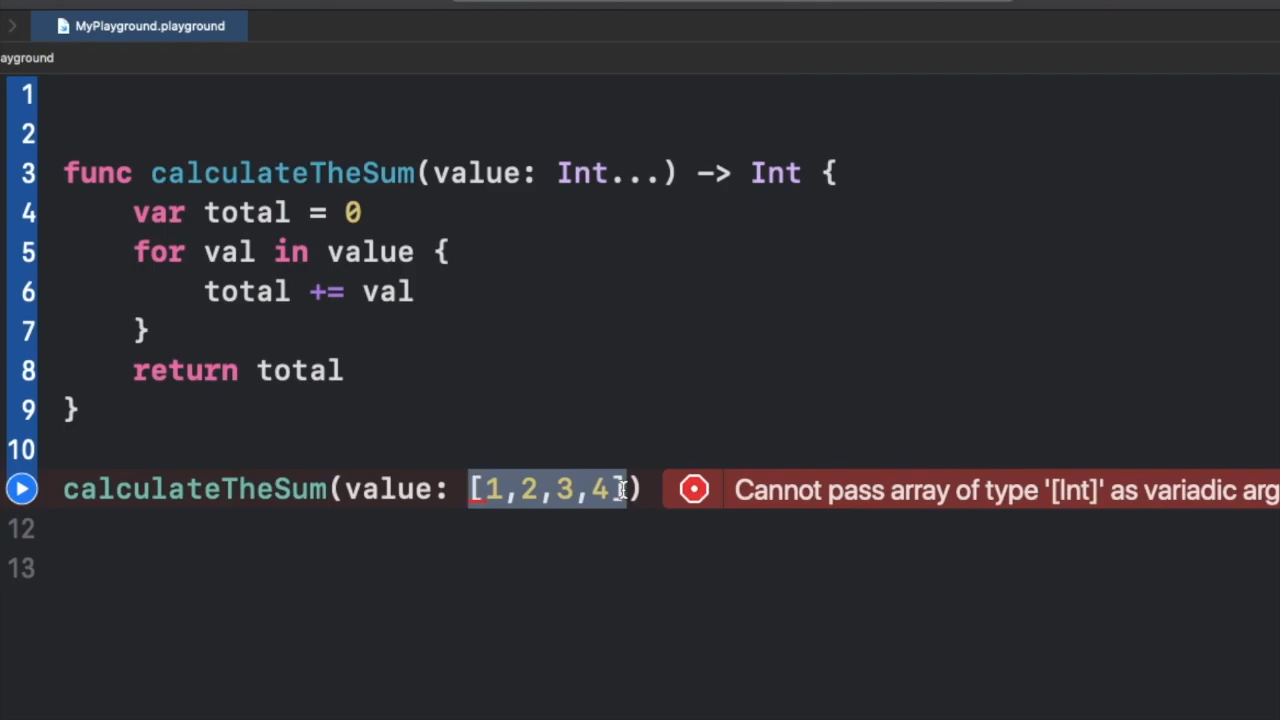 MyPlayground.playground
ayground
1
2
3 func calculateTheSum(value: Int...) -> Int {
4 var total = 0
5 for val in value {
6 total += val
7 }
8 return total
9 }
10
calculateTheSum(value: [1,2,3,4]) Cannot pass array of type '[Int]' as variadic arg
12
13